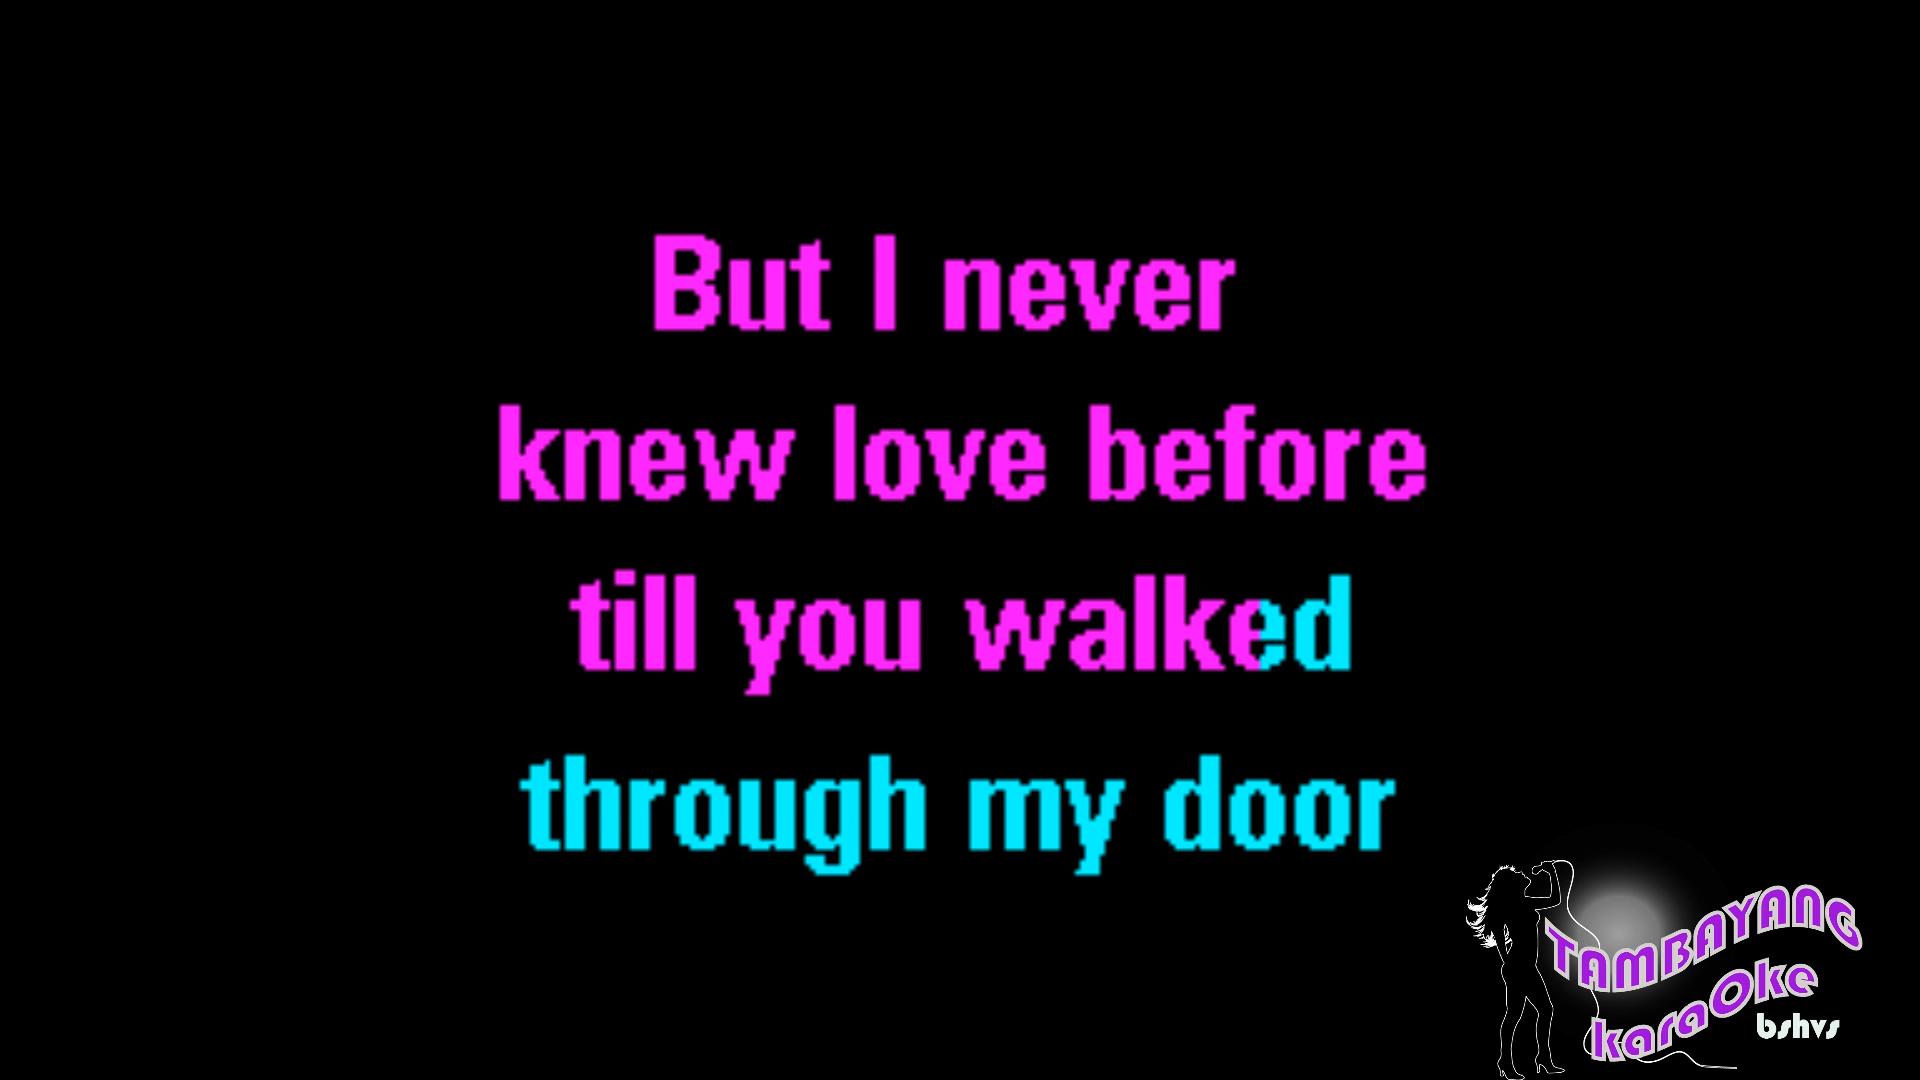 But I never
knew love before
till you walked
through my door
TAMBAYANG
karaOke
bshvs